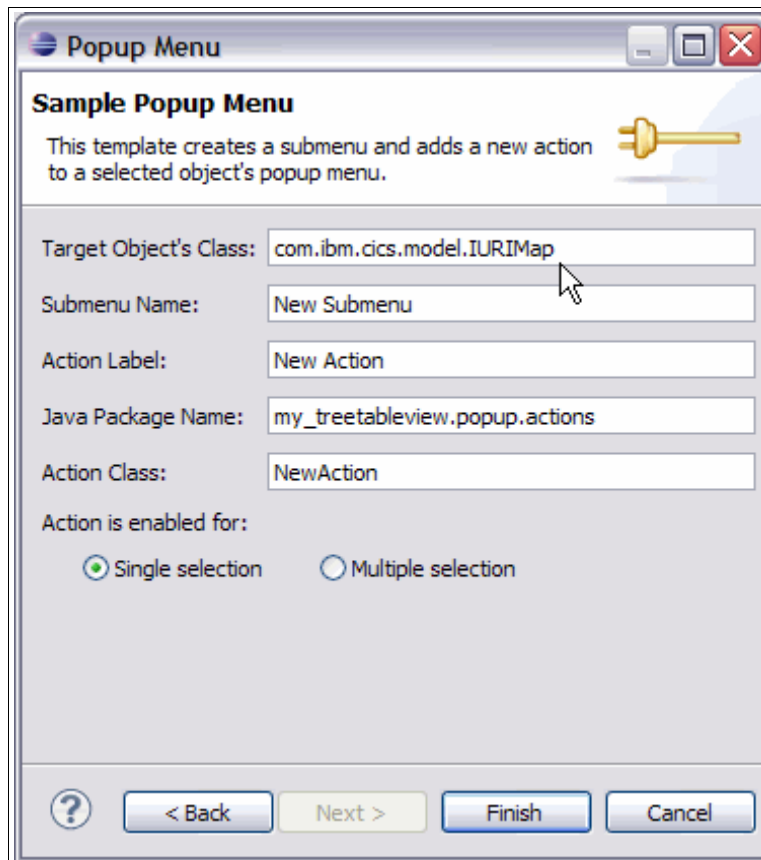 Popup Menu
Sample Popup Menu
This template creates a submenu and adds a new action
to a selected object's popup menu.
Target Object's Class: com.ibm.cics.model.IURIMap
Submenu Name: New Submenu
Action Label: New Action
Java Package Name: my_treetableview.popup.actions
Action Class: NewAction
Action is enabled for:
Single selection Multiple selection
? < Back Next > Finish Cancel